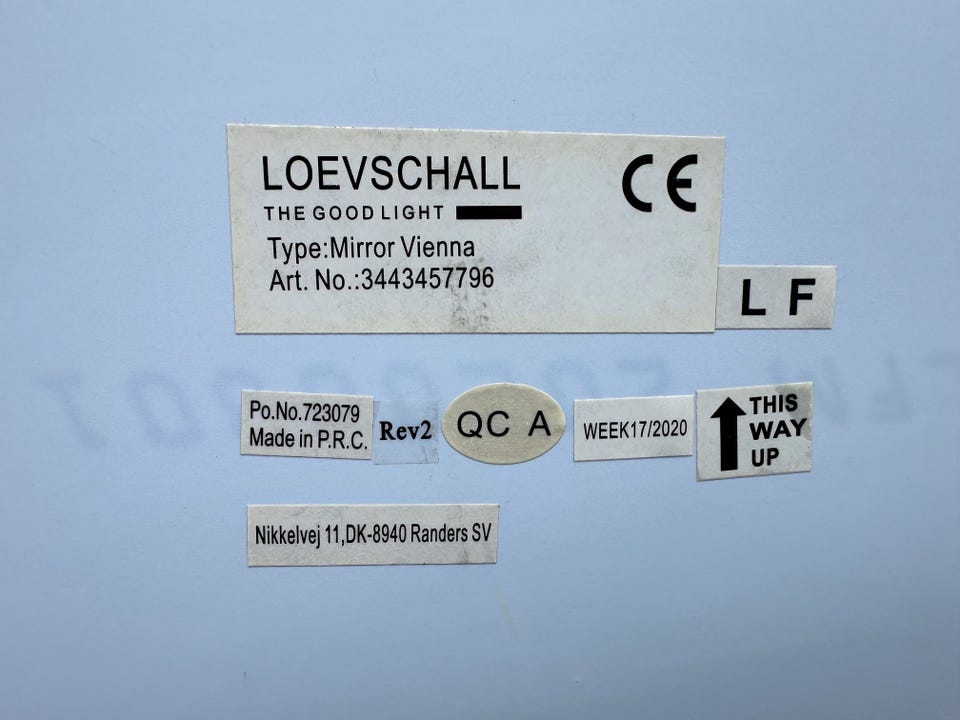 LOEVSCHALL
THE GOOD LIGHT
CE
Type:Mirror Vienna
Art. No.:3443457796
L F
Po.No.723079
Made in P.R.C.
Rev2
QC A
WEEK17/2020
THIS
WAY
UP
Nikkelvej 11,DK-8940 Randers SV